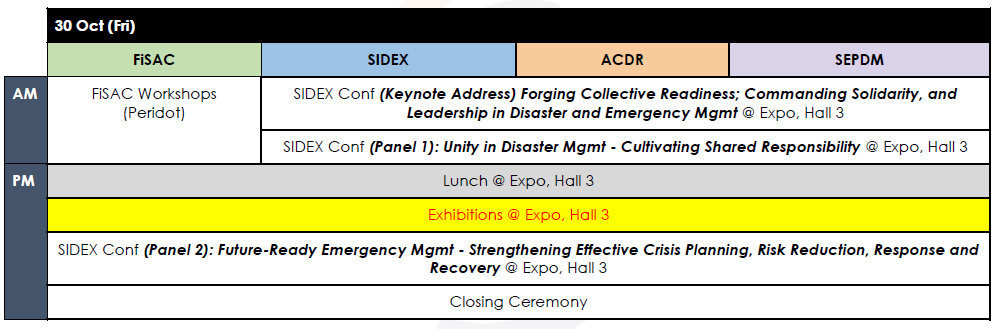 30 Oct (Fri)
FiSAC
SIDEX
ACDR
SEPDM
AM
FiSAC Workshops
(Peridot)
SIDEX Conf (Keynote Address) Forging Collective Readiness; Commanding Solidarity, and
Leadership in Disaster and Emergency Mgmt @ Expo, Hall 3
SIDEX Conf (Panel 1): Unity in Disaster Mgmt - Cultivating Shared Responsibility @ Expo, Hall 3
PM
Lunch @ Expo, Hall 3
Exhibitions @ Expo, Hall 3
SIDEX Conf (Panel 2): Future-Ready Emergency Mgmt - Strengthening Effective Crisis Planning, Risk Reduction, Response and
Recovery @ Expo, Hall 3
Closing Ceremony